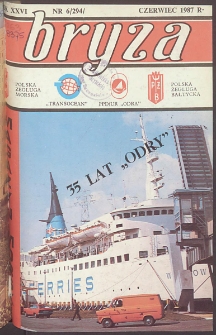 XXVI NR 6/294/ CZERWIEC 1987 R
bryza
POLSKA
ŻEGLUGA
MORSKA
„TRANSOCEAN”
PPDIUR „ODRA”
POLSKA
ŻEGLUGA
BAŁTYCKA
35 LAT „ODRY”
FERRIES